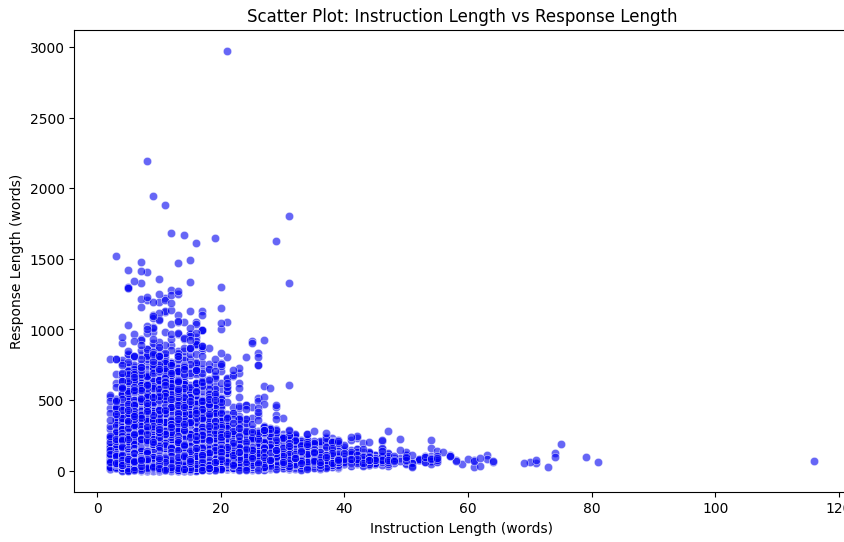 Scatter Plot: Instruction Length vs Response Length
3000
2500
2000
1500
1000
500
0
Response Length (words)
0 20 40 60 80 100
Instruction Length (words)